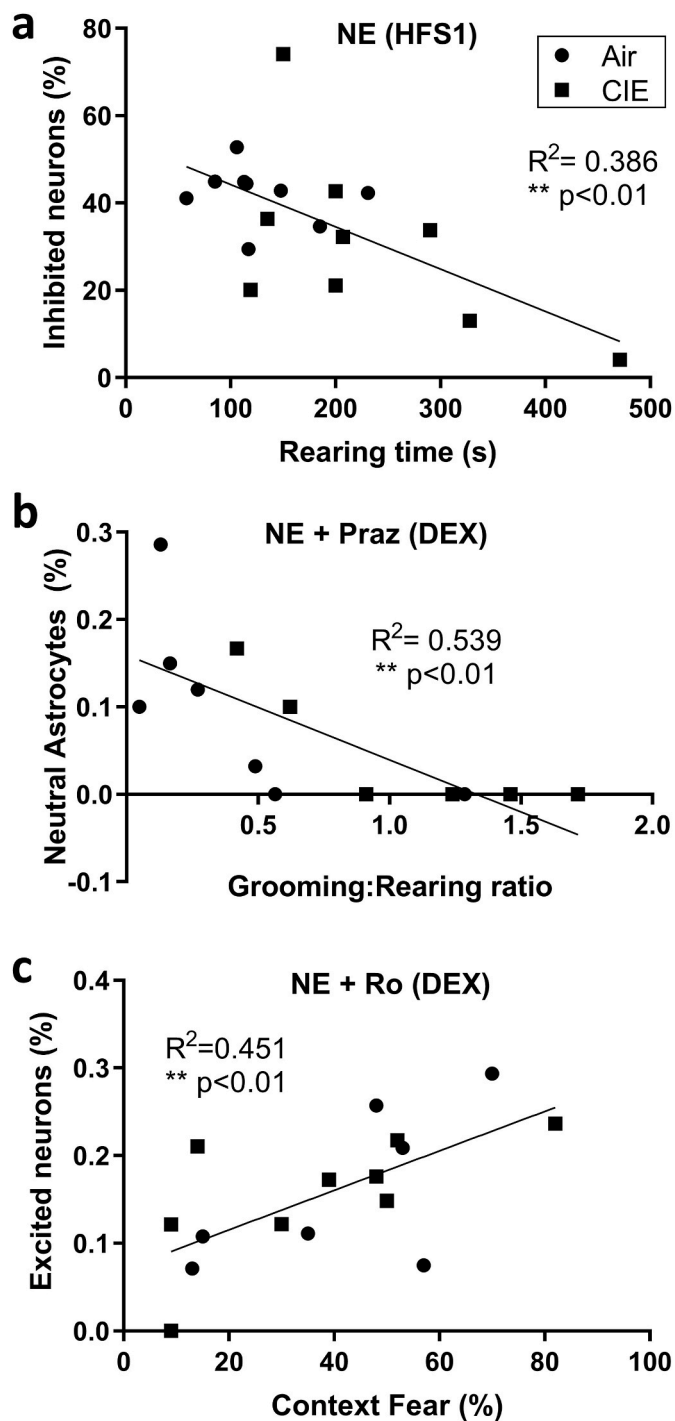 a
NE (HFS1)
Air
CIE
R²= 0.386
** p<0.01
Inhibited neurons (%)
80
60
40
20
0
0 100 200 300 400 500
Rearing time (s)
b
NE + Praz (DEX)
R²= 0.539
** p<0.01
Neutral Astrocytes (%)
0.3
0.2
0.1
0.0
-0.1
0.5 1.0 1.5 2.0
Grooming:Rearing ratio
c
NE + Ro (DEX)
R²=0.451
** p<0.01
Excited neurons (%)
0.4
0.3
0.2
0.1
0.0
0 20 40 60 80 100
Context Fear (%)